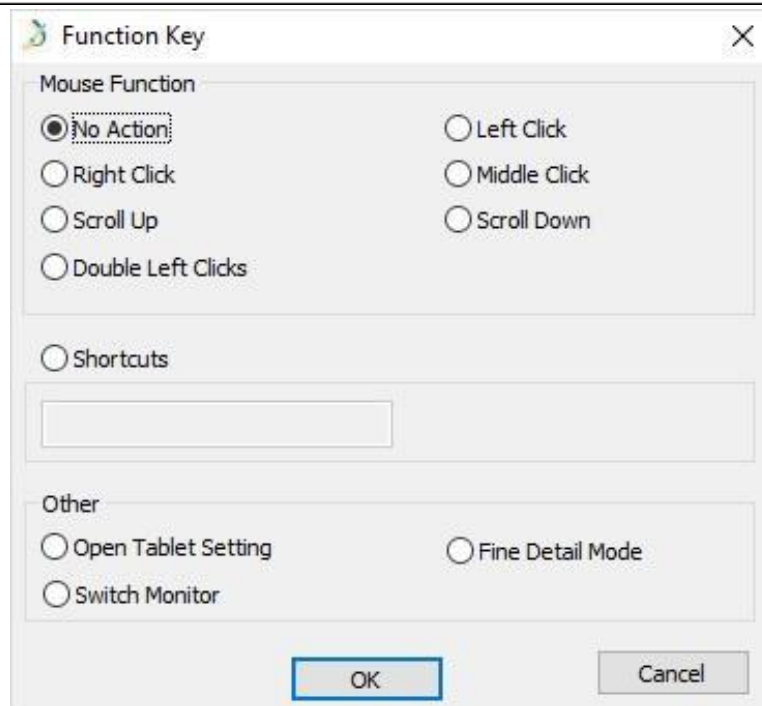 Function Key
Mouse Function
No Action
Left Click
Right Click
Middle Click
Scroll Up
Scroll Down
Double Left Clicks
Shortcuts
Other
Open Tablet Setting
Fine Detail Mode
Switch Monitor
OK
Cancel